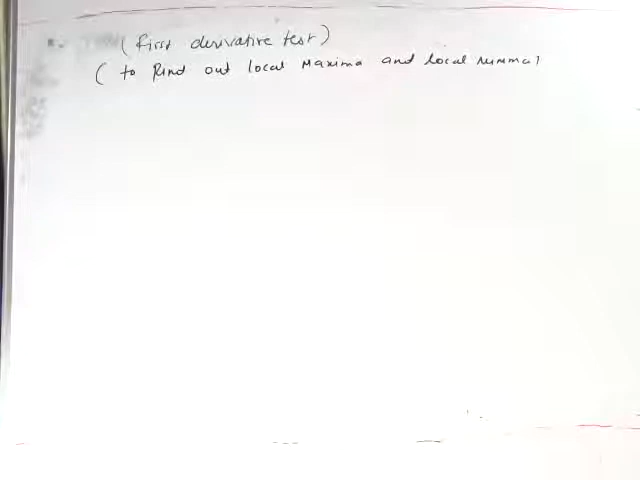 (first derivative test)
( to find out local maxima and local minima)